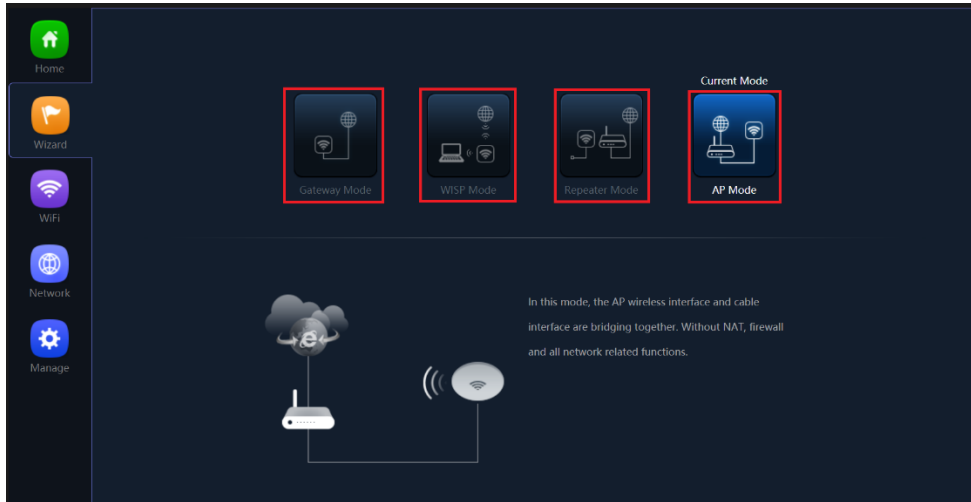 Home
Wizard
WiFi
Network
Manage
Current Mode
Gateway Mode
WISP Mode
Repeater Mode
AP Mode
In this mode, the AP wireless interface and cable
interface are bridging together. Without NAT, firewall
and all network related functions.